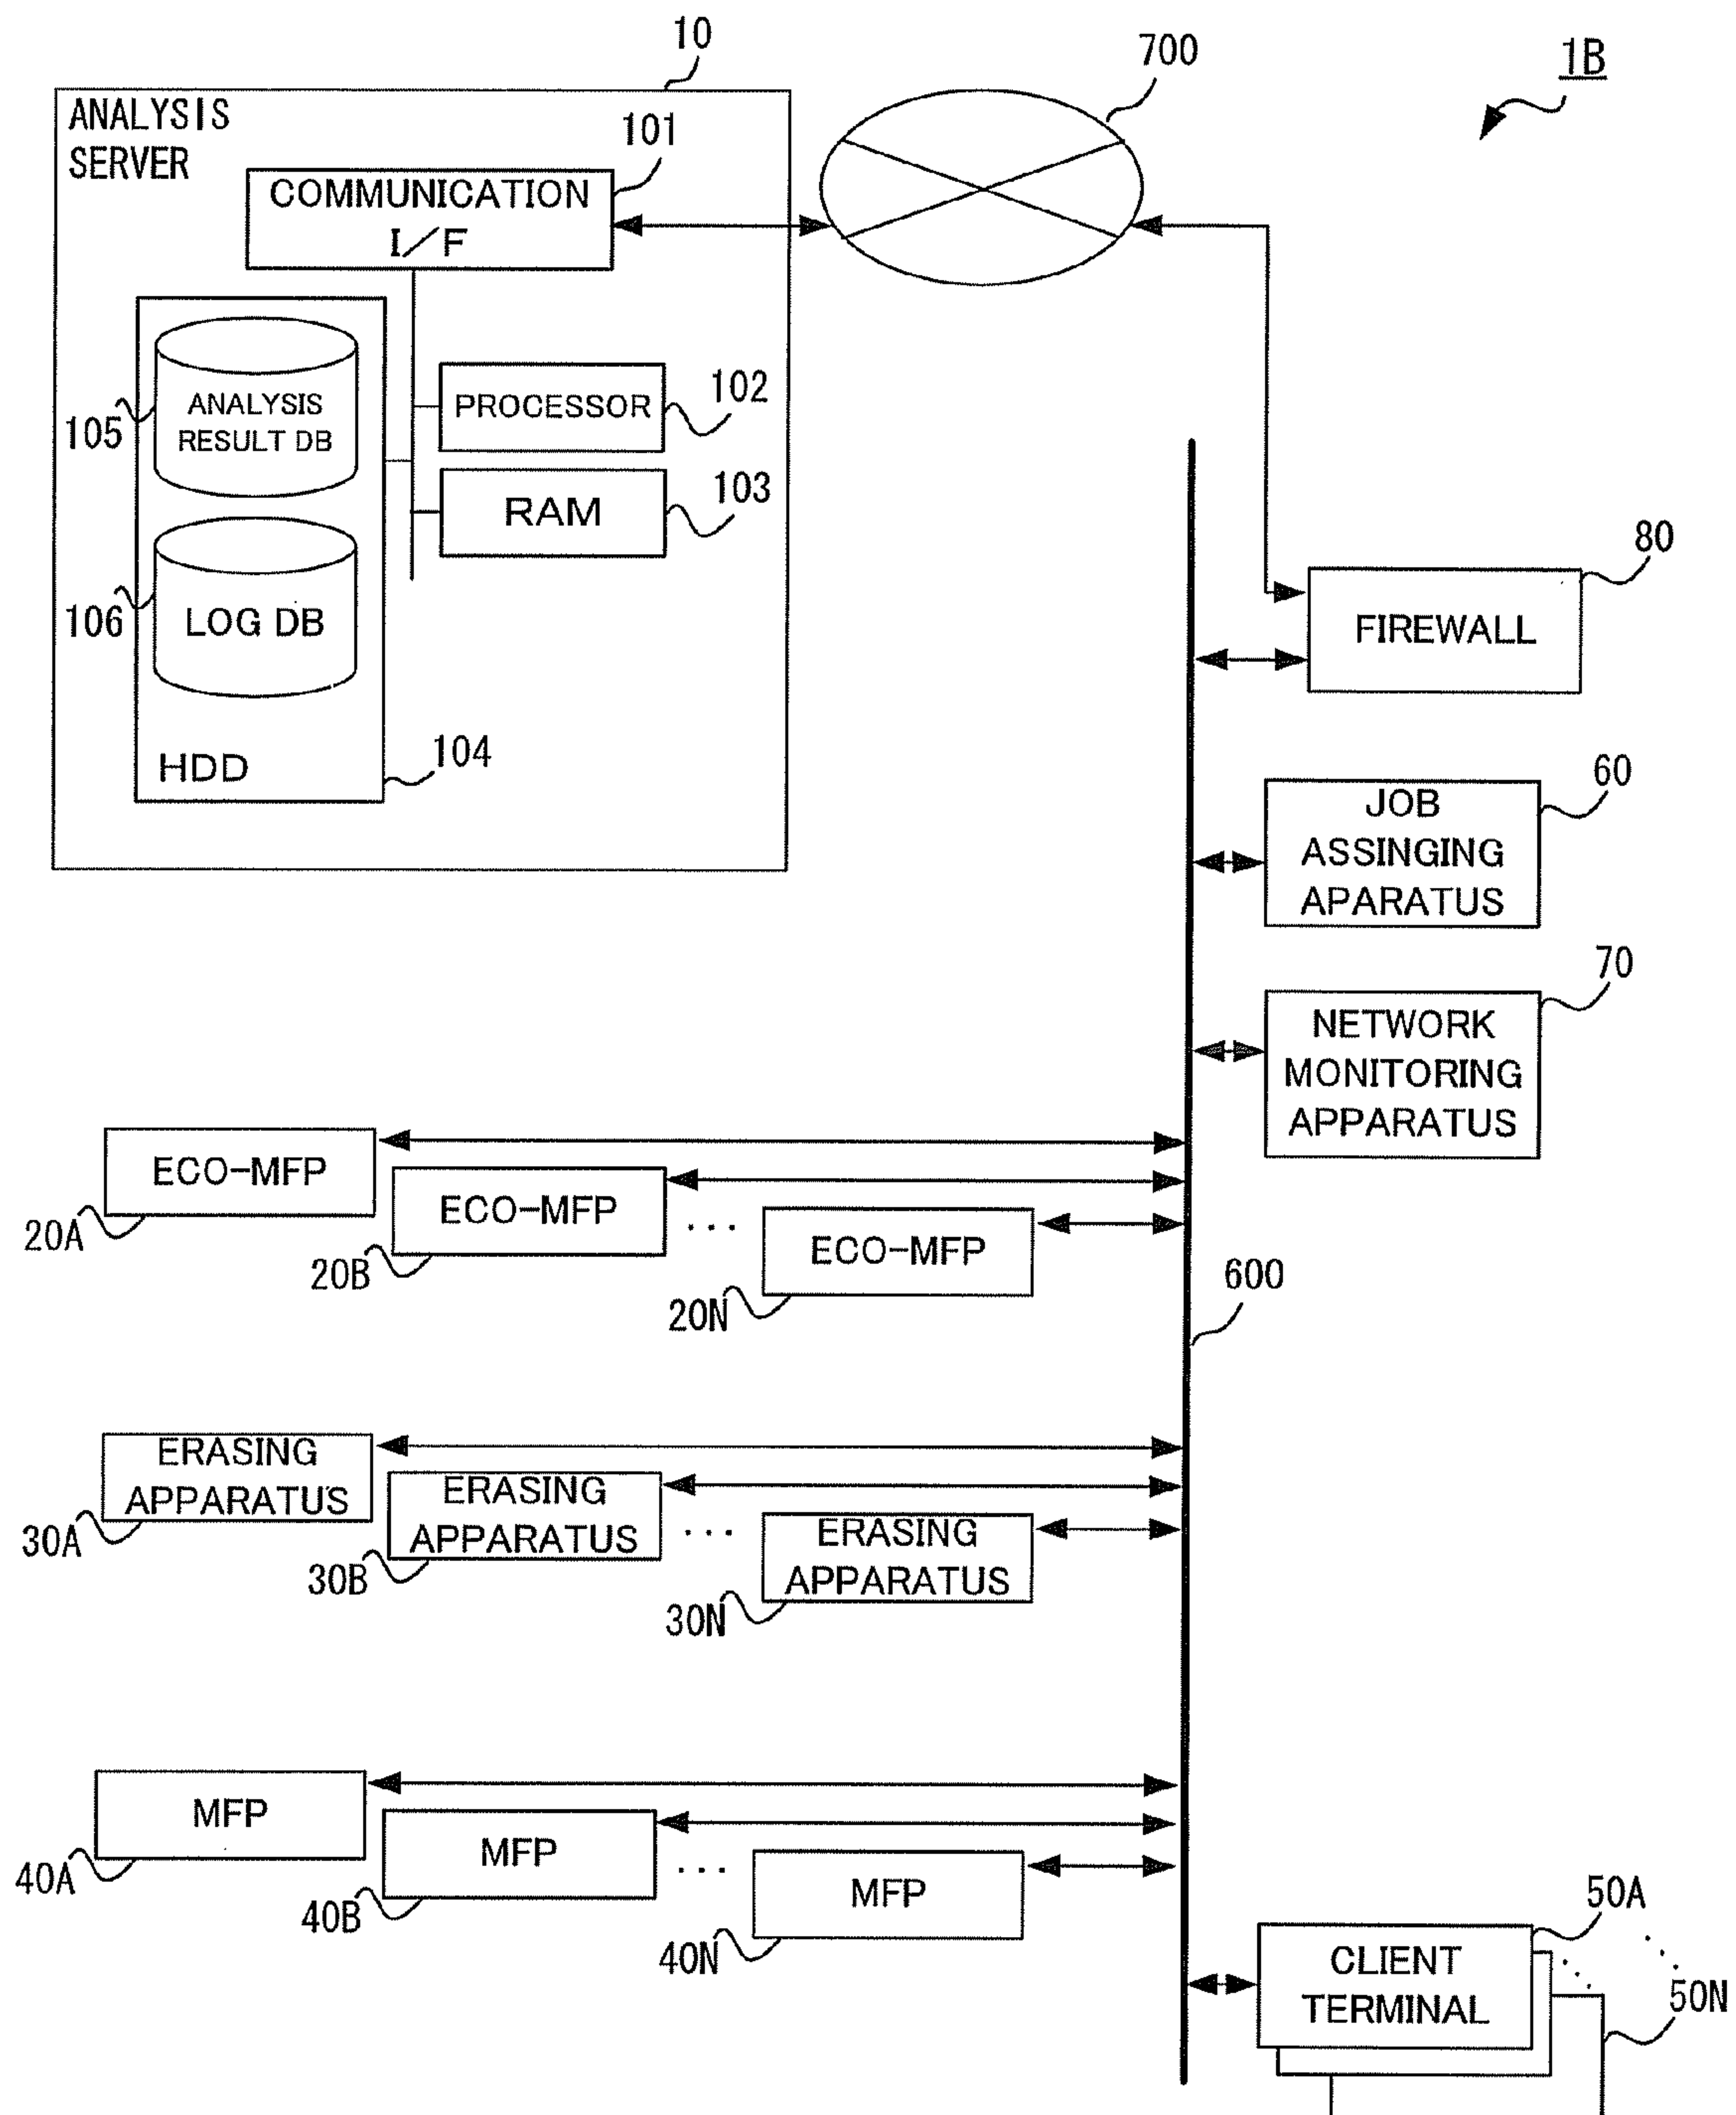 10
700
1B
ANALYSIS
SERVER
101
COMMUNICATION
I/F
ANALYSIS
RESULT DB
105
PROCESSOR
102
RAM
103
LOG DB
106
HDD
104
80
FIREWALL
60
JOB
ASSINGING
APARATUS
70
NETWORK
MONITORING
APPARATUS
ECO-MFP
20A
ECO-MFP
20B
...
ECO-MFP
20N
600
ERASING
APPARATUS
30A
ERASING
APPARATUS
30B
...
ERASING
APPARATUS
30N
MFP
40A
MFP
40B
...
MFP
40N
50A
CLIENT
TERMINAL
50N